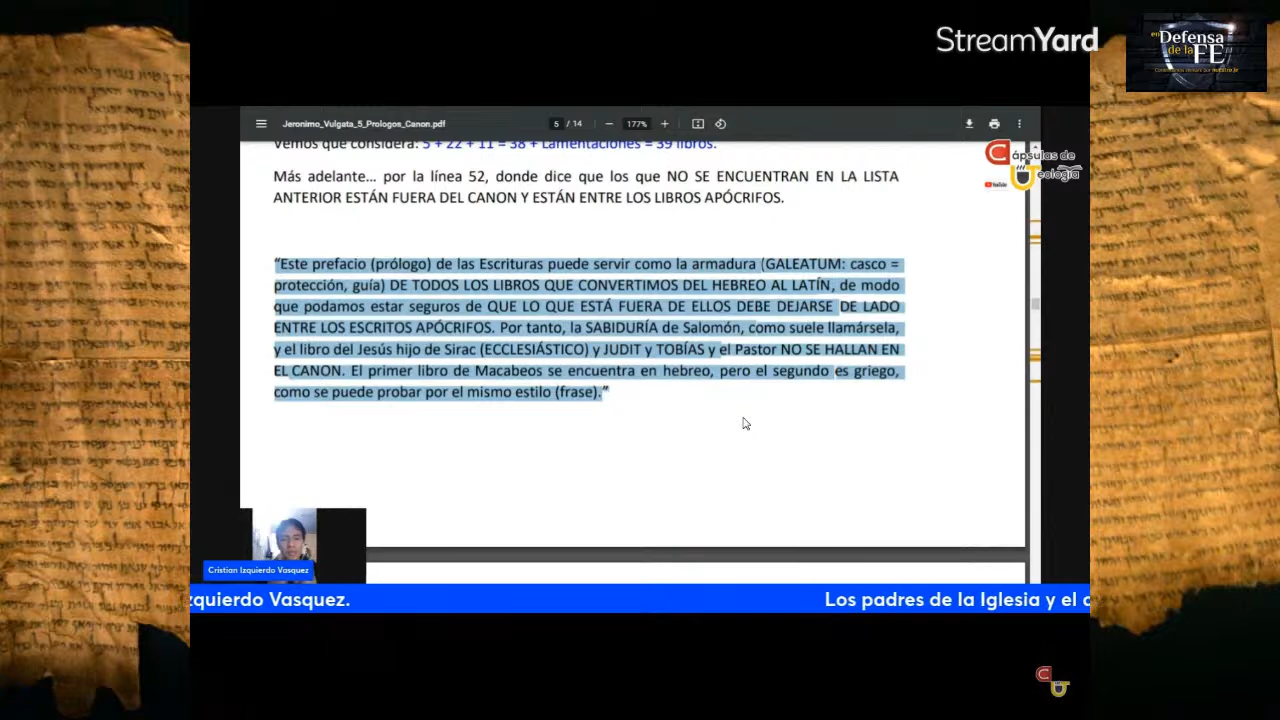 StreamYard
en Defensa
de la FE
Jeronimo_Vulgata_5_Prologos_Canon.pdf
5 / 14
177%
Vemos que considera: 5 + 22 + 11 = 38 + Lamentaciones = 39 libros.
Cápsulas de
Teología
YouTube
Más adelante... por la línea 52, donde dice que los que NO SE ENCUENTRAN EN LA LISTA
ANTERIOR ESTÁN FUERA DEL CANON Y ESTÁN ENTRE LOS LIBROS APÓCRIFOS.
“Este prefacio (prólogo) de las Escrituras puede servir como la armadura (GALEATUM: casco =
protección, guía) DE TODOS LOS LIBROS QUE CONVERTIMOS DEL HEBREO AL LATÍN, de modo
que podamos estar seguros de QUE LO QUE ESTÁ FUERA DE ELLOS DEBE DEJARSE DE LADO
ENTRE LOS ESCRITOS APÓCRIFOS. Por tanto, la SABIDURÍA de Salomón, como suele llamársela,
y el libro del Jesús hijo de Sirac (ECCLESIÁSTICO) y JUDIT y TOBÍAS y el Pastor NO SE HALLAN EN
EL CANON. El primer libro de Macabeos se encuentra en hebreo, pero el segundo es griego,
como se puede probar por el mismo estilo (frase).”
Cristian Izquierdo Vasquez
zquierdo Vasquez.
Los padres de la Iglesia y el c